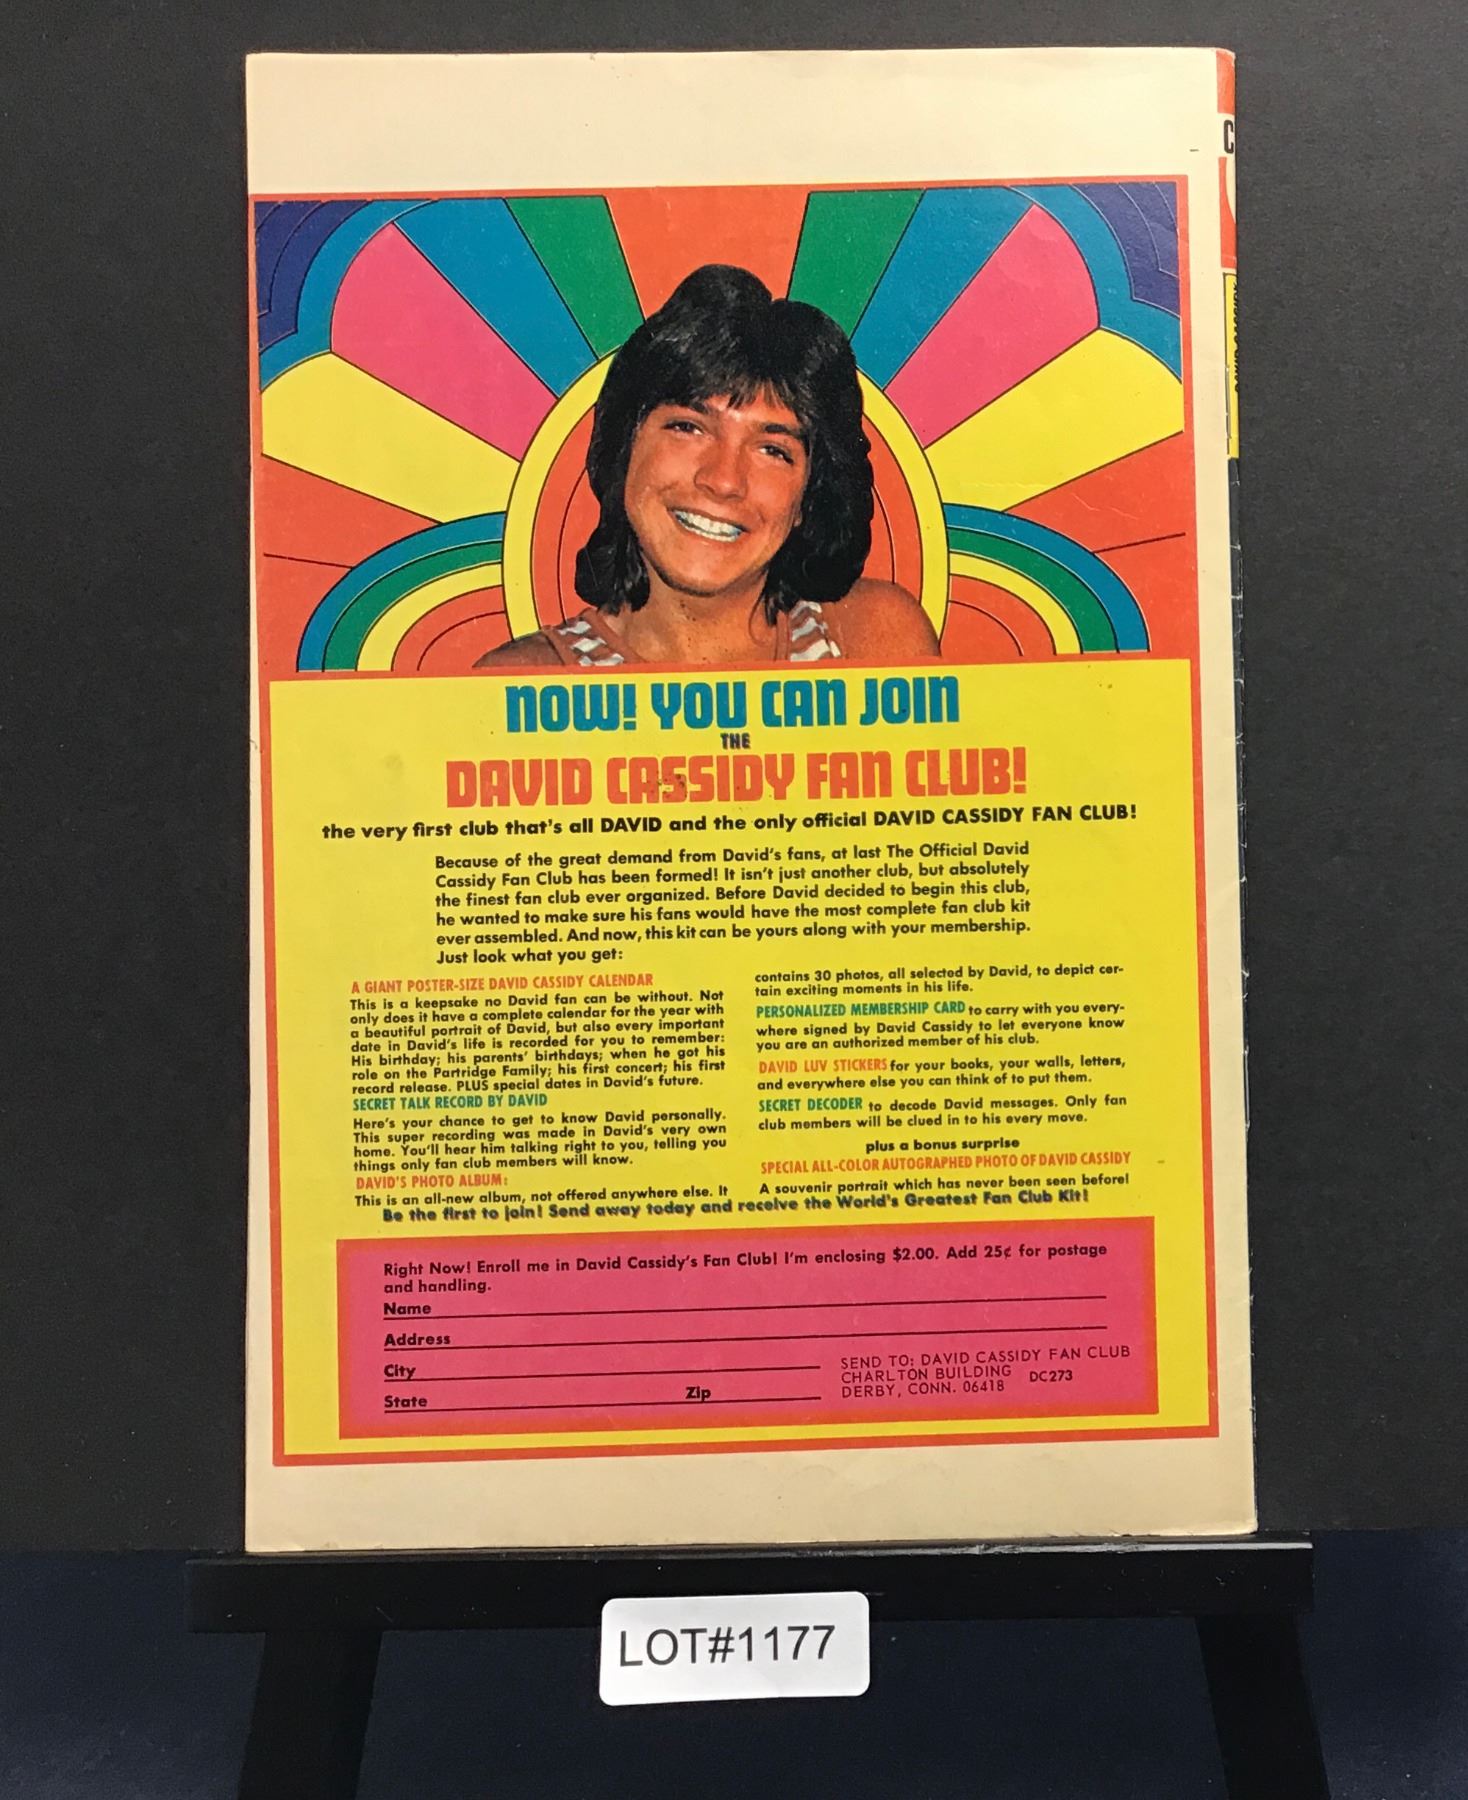 NOW! YOU CAN JOIN
THE
DAVID CASSIDY FAN CLUB!
the very first club that's all DAVID and the only official DAVID CASSIDY FAN CLUB!
Because of the great demand from David's fans, at last The Official David
Cassidy Fan Club has been formed! It isn't just another club, but absolutely
the finest fan club ever organized. Before David decided to begin this club,
he wanted to make sure his fans would have the most complete fan club kit
ever assembled. And now, this kit can be yours along with your membership.
Just look what you get:
A GIANT POSTER-SIZE DAVID CASSIDY CALENDAR
This is a keepsake no David fan can be without. Not
only does it have a complete calendar for the year with
a beautiful portrait of David, but also every important
date in David's life is recorded for you to remember:
His birthday; his parents' birthdays; when he got his
role on the Partridge Family; his first concert; his first
record release. PLUS special dates in David's future.
SECRET TALK RECORD BY DAVID
Here's your chance to get to know David personally.
This super recording was made in David's very own
home. You'll hear him talking right to you, telling you
things only fan club members will know.
DAVID'S PHOTO ALBUM:
This is an all-new album, not offered anywhere else. It
contains 30 photos, all selected by David, to depict cer-
tain exciting moments in his life.
PERSONALIZED MEMBERSHIP CARD to carry with you every-
where signed by David Cassidy to let everyone know
you are an authorized member of his club.
DAVID LUV STICKERS for your books, your walls, letters,
and everywhere else you can think of to put them.
SECRET DECODER to decode David messages. Only fan
club members will be clued in to his every move.
plus a bonus surprise
SPECIAL ALL-COLOR AUTOGRAPHED PHOTO OF DAVID CASSIDY
A souvenir portrait which has never been seen before!
Be the first to join! Send away today and receive the World's Greatest Fan Club Kit!
Right Now! Enroll me in David Cassidy's Fan Club! I'm enclosing $2.00. Add 25¢ for postage
and handling.
Name
Address
City
State Zip
SEND TO: DAVID CASSIDY FAN CLUB
CHARLTON BUILDING DC273
DERBY, CONN. 06418
LOT#1177